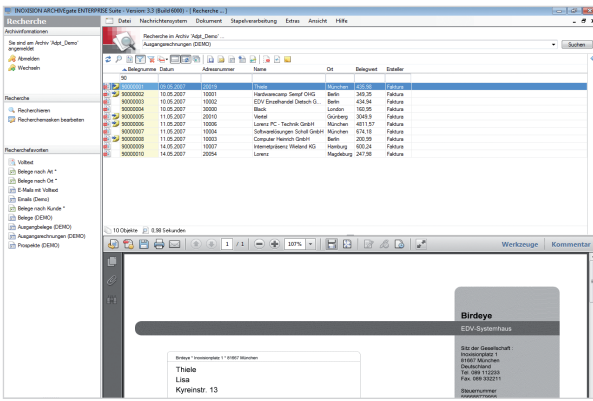 INOXISION ARCHIVEgate ENTERPRISE Suite - Version: 3.3 (Build 6060) - [ Recherche ... ]
Recherche
Datei Nachrichtensystem Dokument Stapelverarbeitung Extras Ansicht Hilfe
Archivinformationen
Sie sind am Archiv 'Adpt_Demo' angemeldet
Abmelden
Wechseln
Recherche
Recherchieren
Recherchemasken bearbeiten
Recherchefavoriten
Volltext
Belege nach Art *
Belege nach Ort *
E-Mails mit Volltext
Emails (Demo)
Belege nach Kunde *
Belege (DEMO)
Ausgangbelege (DEMO)
Ausgangsrechnungen (DEMO)
Prospekte (DEMO)
Recherche im Archiv 'Adpt_Demo' ...
Ausgangsrechnungen (DEMO)
Suchen
Belegnumme Datum Adressnummer Name Ort Belegwert Ersteller
90
90000001 09.05.2007 20019 Thiele München 435,98 Faktura
90000002 10.05.2007 10001 Hardwarecamp Sempf OHG Berlin 349,35 Faktura
90000003 10.05.2007 10002 EDV Einzelhandel Dietsch G... Berlin 434,94 Faktura
90000004 10.05.2007 30000 Black London 160,95 Faktura
90000005 11.05.2007 20010 Viertel Grünberg 3049,9 Faktura
90000006 11.05.2007 10006 Lorenz PC - Technik GmbH München 4811,57 Faktura
90000007 11.05.2007 10004 Softwarelösungen Scholl GmbH München 674,18 Faktura
90000008 11.05.2007 10003 Computer Heinrich GmbH Berlin 200,99 Faktura
90000009 14.05.2007 10007 Internetpräsenz Wieland KG Hamburg 600,24 Faktura
90000010 14.05.2007 20054 Lorenz Magdeburg 247,98 Faktura
10 Objekte 0,98 Sekunden
1 / 1 107% Werkzeuge Kommentar
Birdeye
EDV-Systemhaus
Sitz der Gesellschaft :
Inoxisionplatz 1
81667 München
Deutschland
Tel. 089 112233
Fax. 089 332211
Steuernummer
Birdeye * Inoxisionplatz 1 * 81667 München
Thiele
Lisa
Kyreinstr. 13